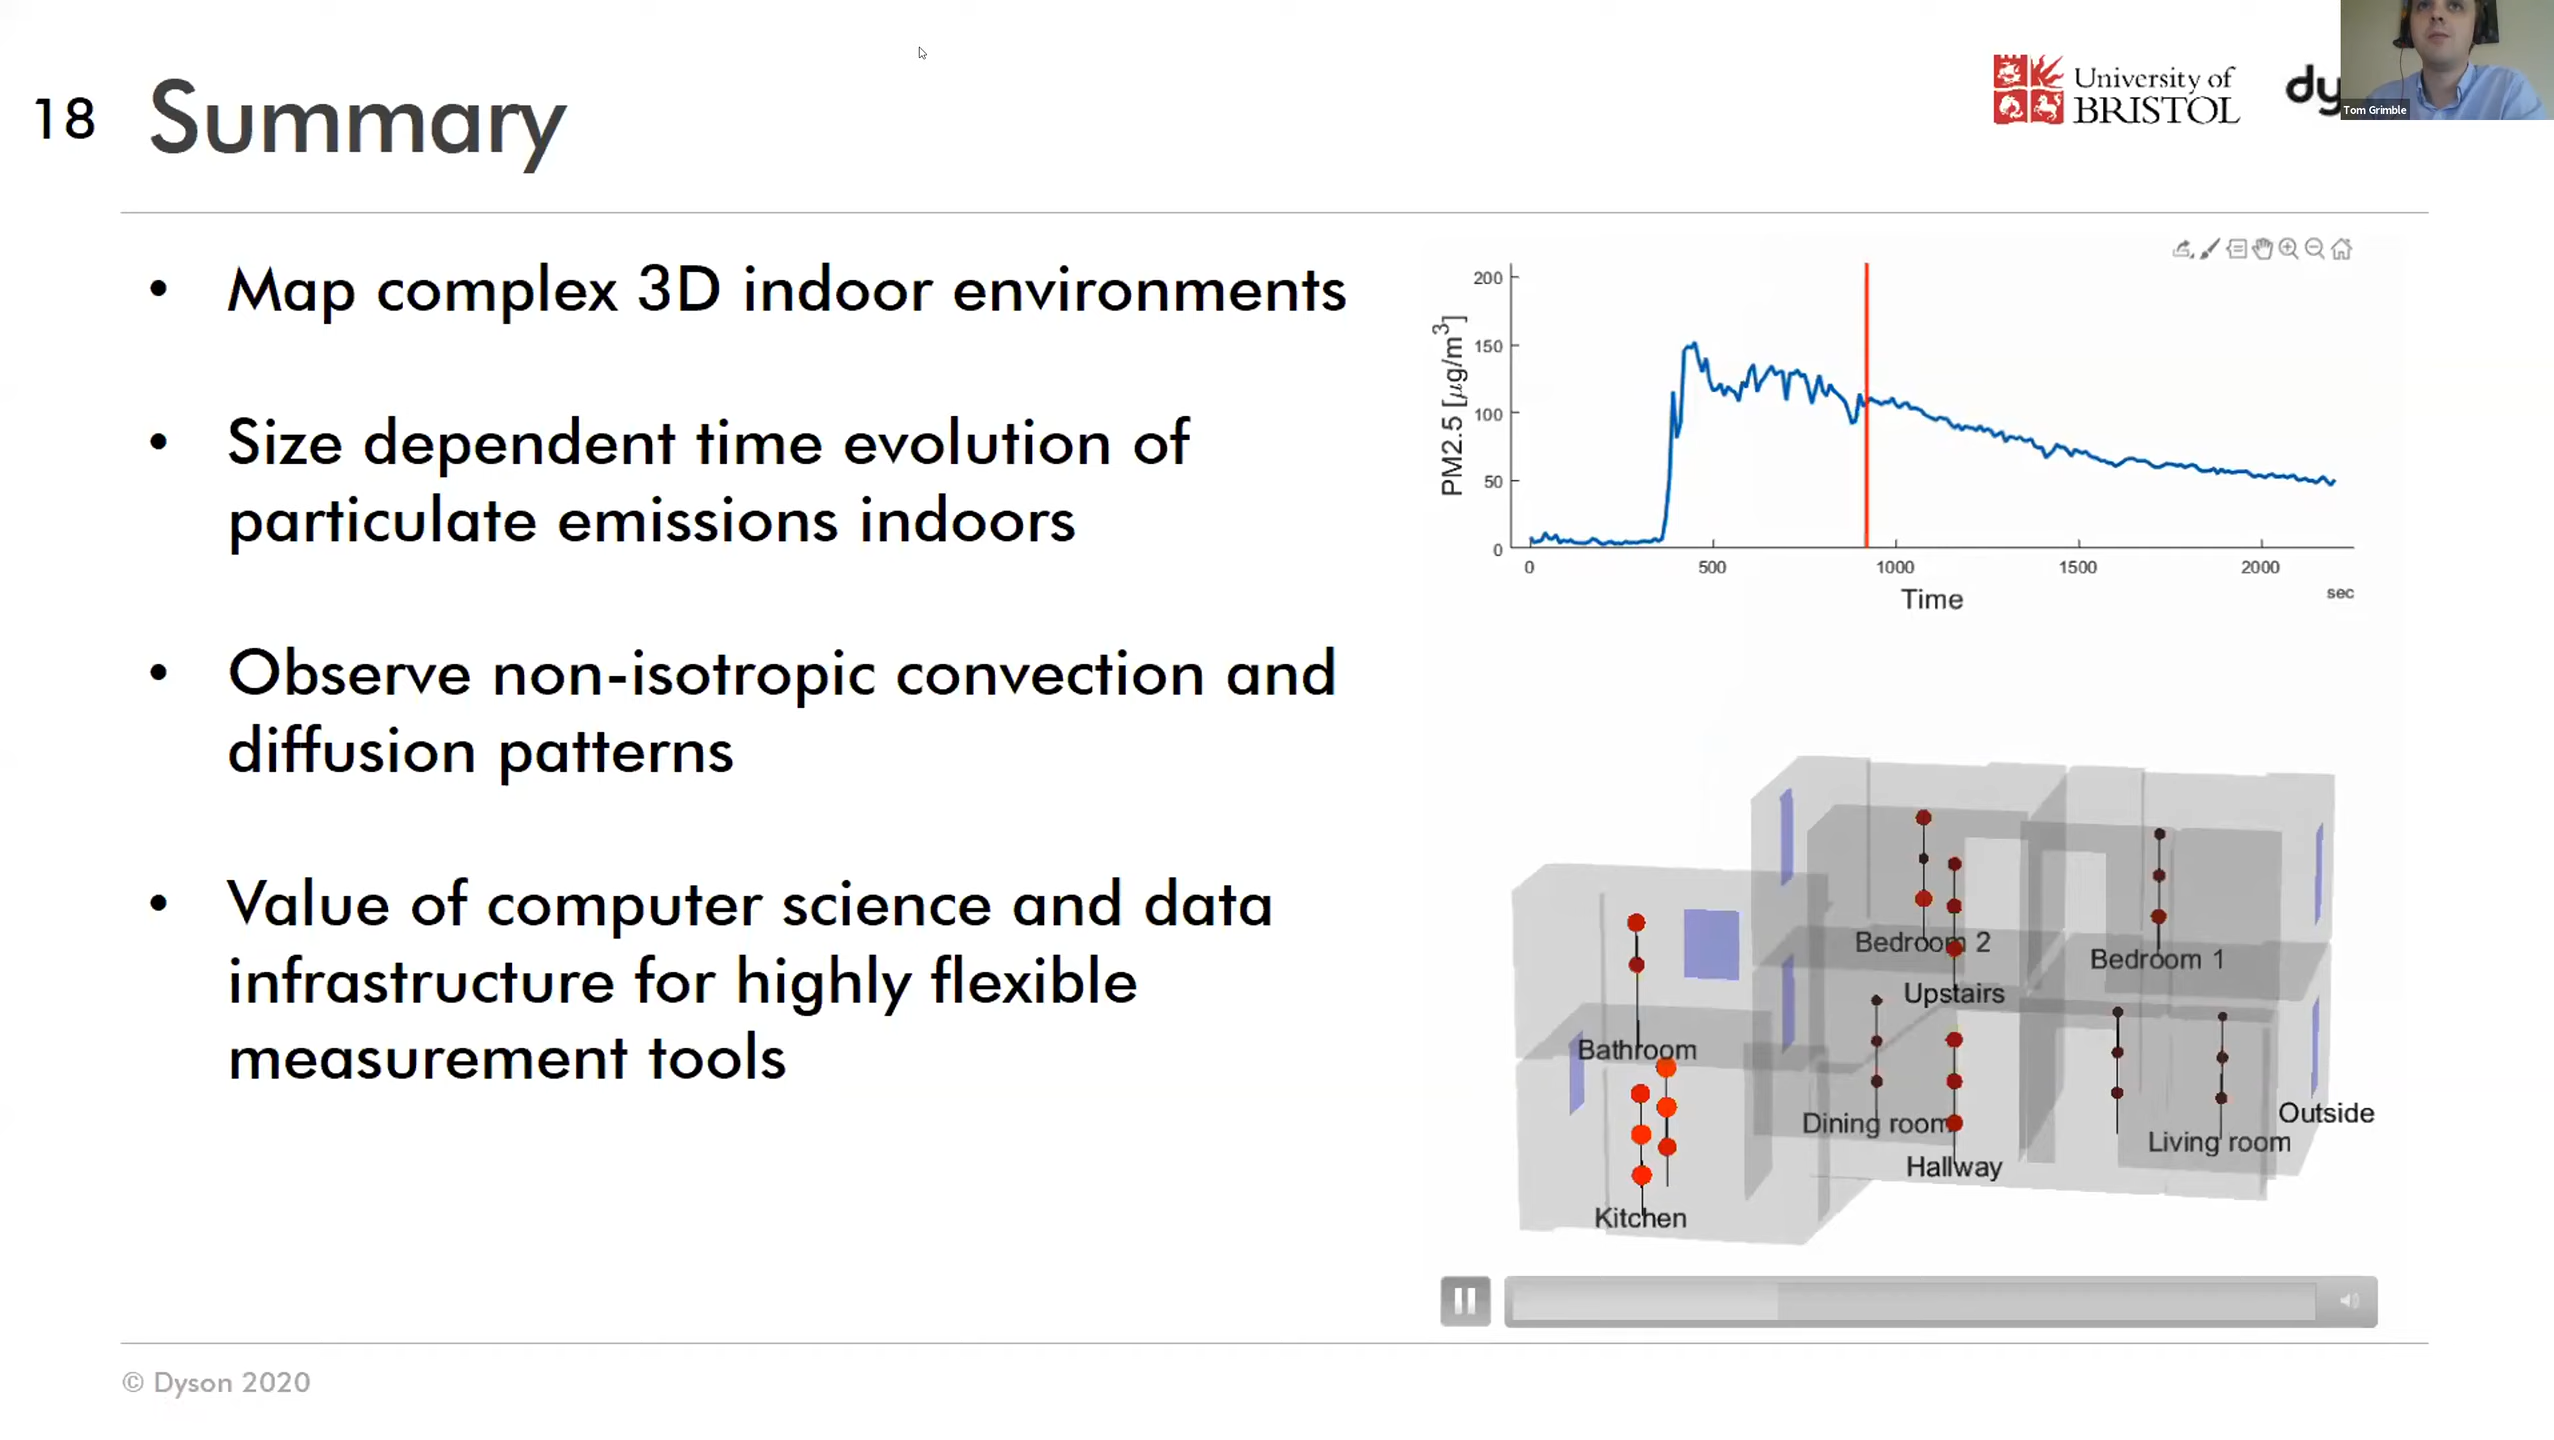 18 Summary
University of
BRISTOL
dy
Tom Grimble
• Map complex 3D indoor environments
• Size dependent time evolution of
particulate emissions indoors
• Observe non-isotropic convection and
diffusion patterns
• Value of computer science and data
infrastructure for highly flexible
measurement tools
PM2.5 [μg/m³]
200
150
100
50
0
0 500 1000 1500 2000
sec
Time
Bedroom 2
Bedroom 1
Upstairs
Bathroom
Dining room
Outside
Living room
Hallway
Kitchen
© Dyson 2020